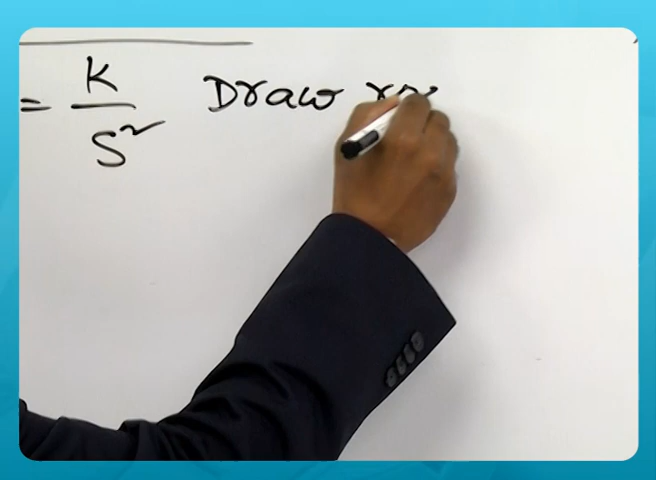 = K Draw
S²